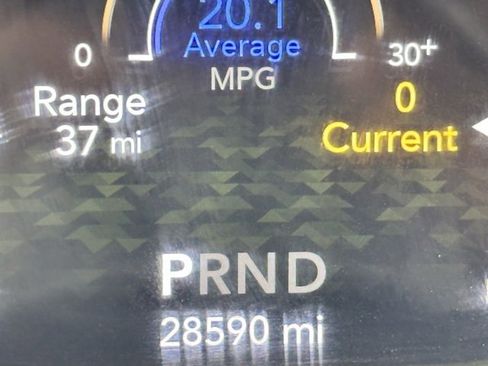 20.1
Average
0 30+
MPG
Range 0
37 mi Current
PRND
28590 mi